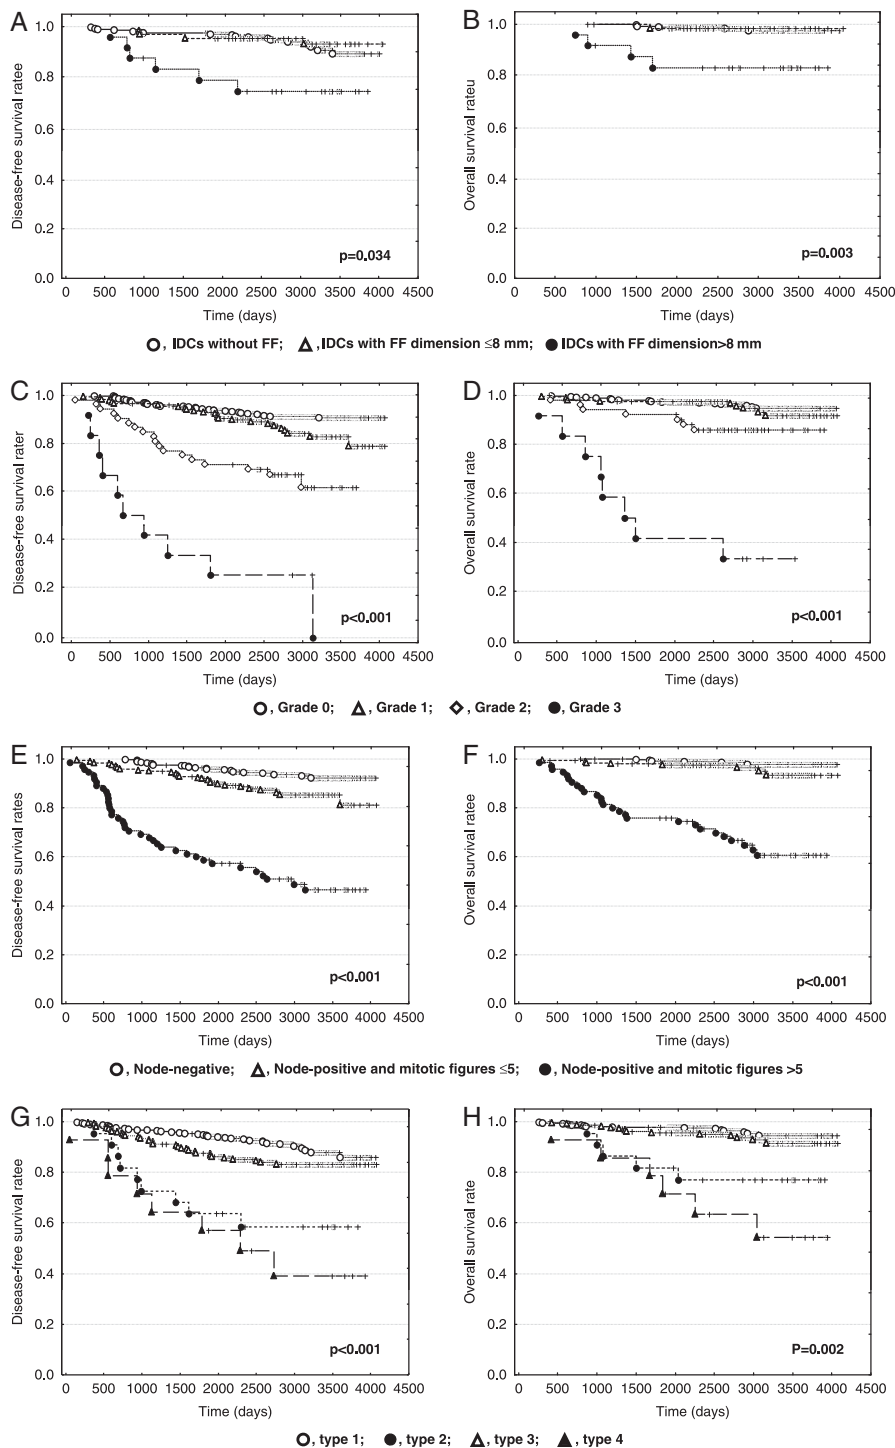 A
B
Disease-free survival ratee
1.0
0.8
0.6
0.4
0.2
0.0
p=0.034
0 500 1000 1500 2000 2500 3000 3500 4000 4500
Time (days)
Overall survival rateu
1.0
0.8
0.6
0.4
0.2
0.0
p=0.003
0 500 1000 1500 2000 2500 3000 3500 4000 4500
Time (days)
O, IDCs without FF; Δ, IDCs with FF dimension ≤8 mm; ● IDCs with FF dimension>8 mm
C
D
Disease-free survival rater
1.0
0.8
0.6
0.4
0.2
0.0
p<0.001
0 500 1000 1500 2000 2500 3000 3500 4000 4500
Time (days)
Overall survival ratee
1.0
0.8
0.6
0.4
0.2
0.0
p<0.001
0 500 1000 1500 2000 2500 3000 3500 4000 4500
Time (days)
O, Grade 0; Δ, Grade 1; ◇, Grade 2; ●, Grade 3
E
F
Disease-free survival rates
1.0
0.8
0.6
0.4
0.2
0.0
p<0.001
0 500 1000 1500 2000 2500 3000 3500 4000 4500
Time (days)
Overall survival ratee
1.0
0.8
0.6
0.4
0.2
0.0
p<0.001
0 500 1000 1500 2000 2500 3000 3500 4000 4500
Time (days)
O, Node-negative; Δ, Node-positive and mitotic figures ≤5; ●, Node-positive and mitotic figures >5
G
H
Disease-free survival ratee
1.0
0.8
0.6
0.4
0.2
0.0
p<0.001
0 500 1000 1500 2000 2500 3000 3500 4000 4500
Time (days)
Overall survival rate
1.0
0.8
0.6
0.4
0.2
0.0
P=0.002
0 500 1000 1500 2000 2500 3000 3500 4000 4500
Time (days)
O, type 1; ●, type 2; Δ, type 3; ▲, type 4